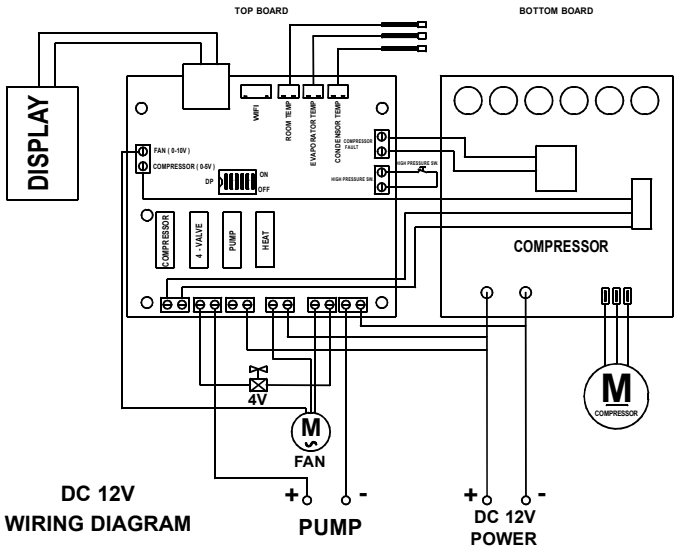 TOP BOARD
BOTTOM BOARD
DISPLAY
WIFI
ROOM TEMP
EVAPORATOR TEMP
CONDENSOR TEMP
COMPRESSOR
FAULT
FAN ( 0-10V )
COMPRESSOR ( 0-5V )
HIGH PRESSURE SW.
HIGH PRESSURE SW.
DP
ON
OFF
COMPRESSOR
4 - VALVE
PUMP
HEAT
COMPRESSOR
4V
M
FAN
M
COMPRESSOR
DC 12V
WIRING DIAGRAM
+ -
PUMP
+ -
DC 12V
POWER